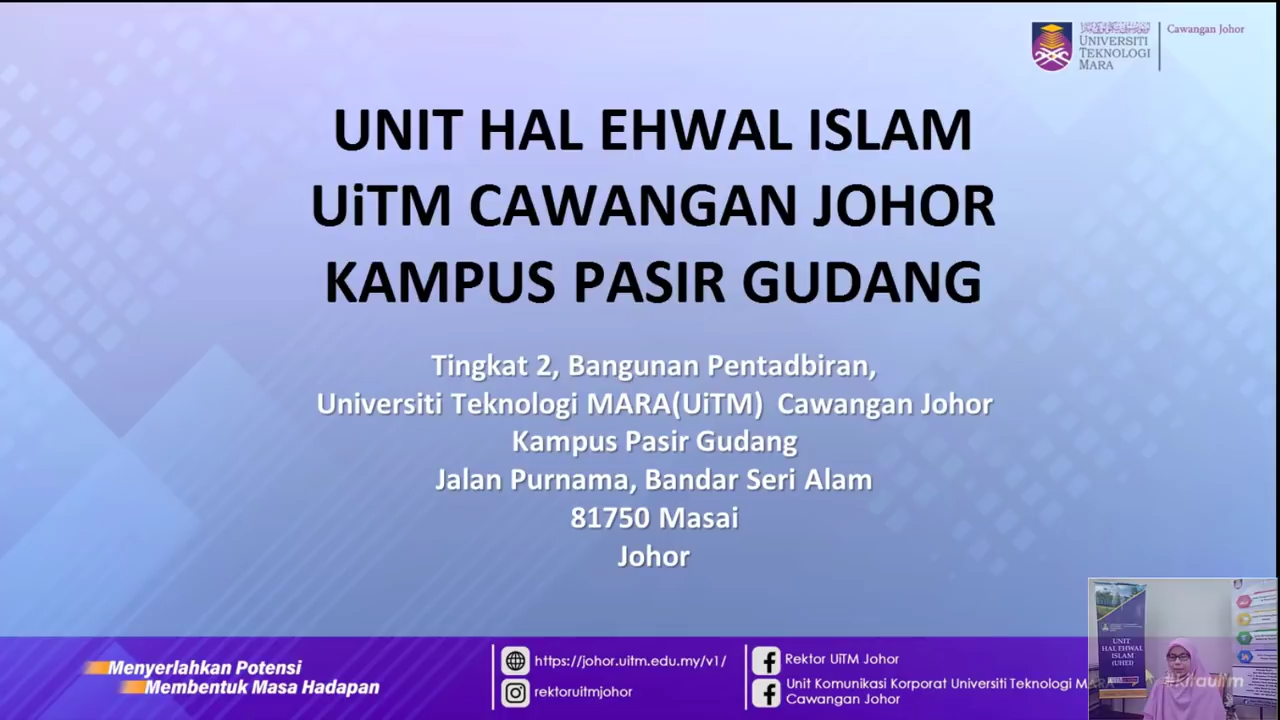 UNIVERSITI
TEKNOLOGI
MARA
Cawangan Johor
UNIT HAL EHWAL ISLAM
UiTM CAWANGAN JOHOR
KAMPUS PASIR GUDANG
Tingkat 2, Bangunan Pentadbiran,
Universiti Teknologi MARA(UiTM) Cawangan Johor
Kampus Pasir Gudang
Jalan Purnama, Bandar Seri Alam
81750 Masai
Johor
Menyerlahkan Potensi
Membentuk Masa Hadapan
https://johor.uitm.edu.my/v1/
rektoruitmjohor
Rektor UiTM Johor
Unit Komunikasi Korporat Universiti Teknologi MARA
Cawangan Johor
#kitauitm
UNIT
HAL EHWAL
ISLAM
(UHEI)